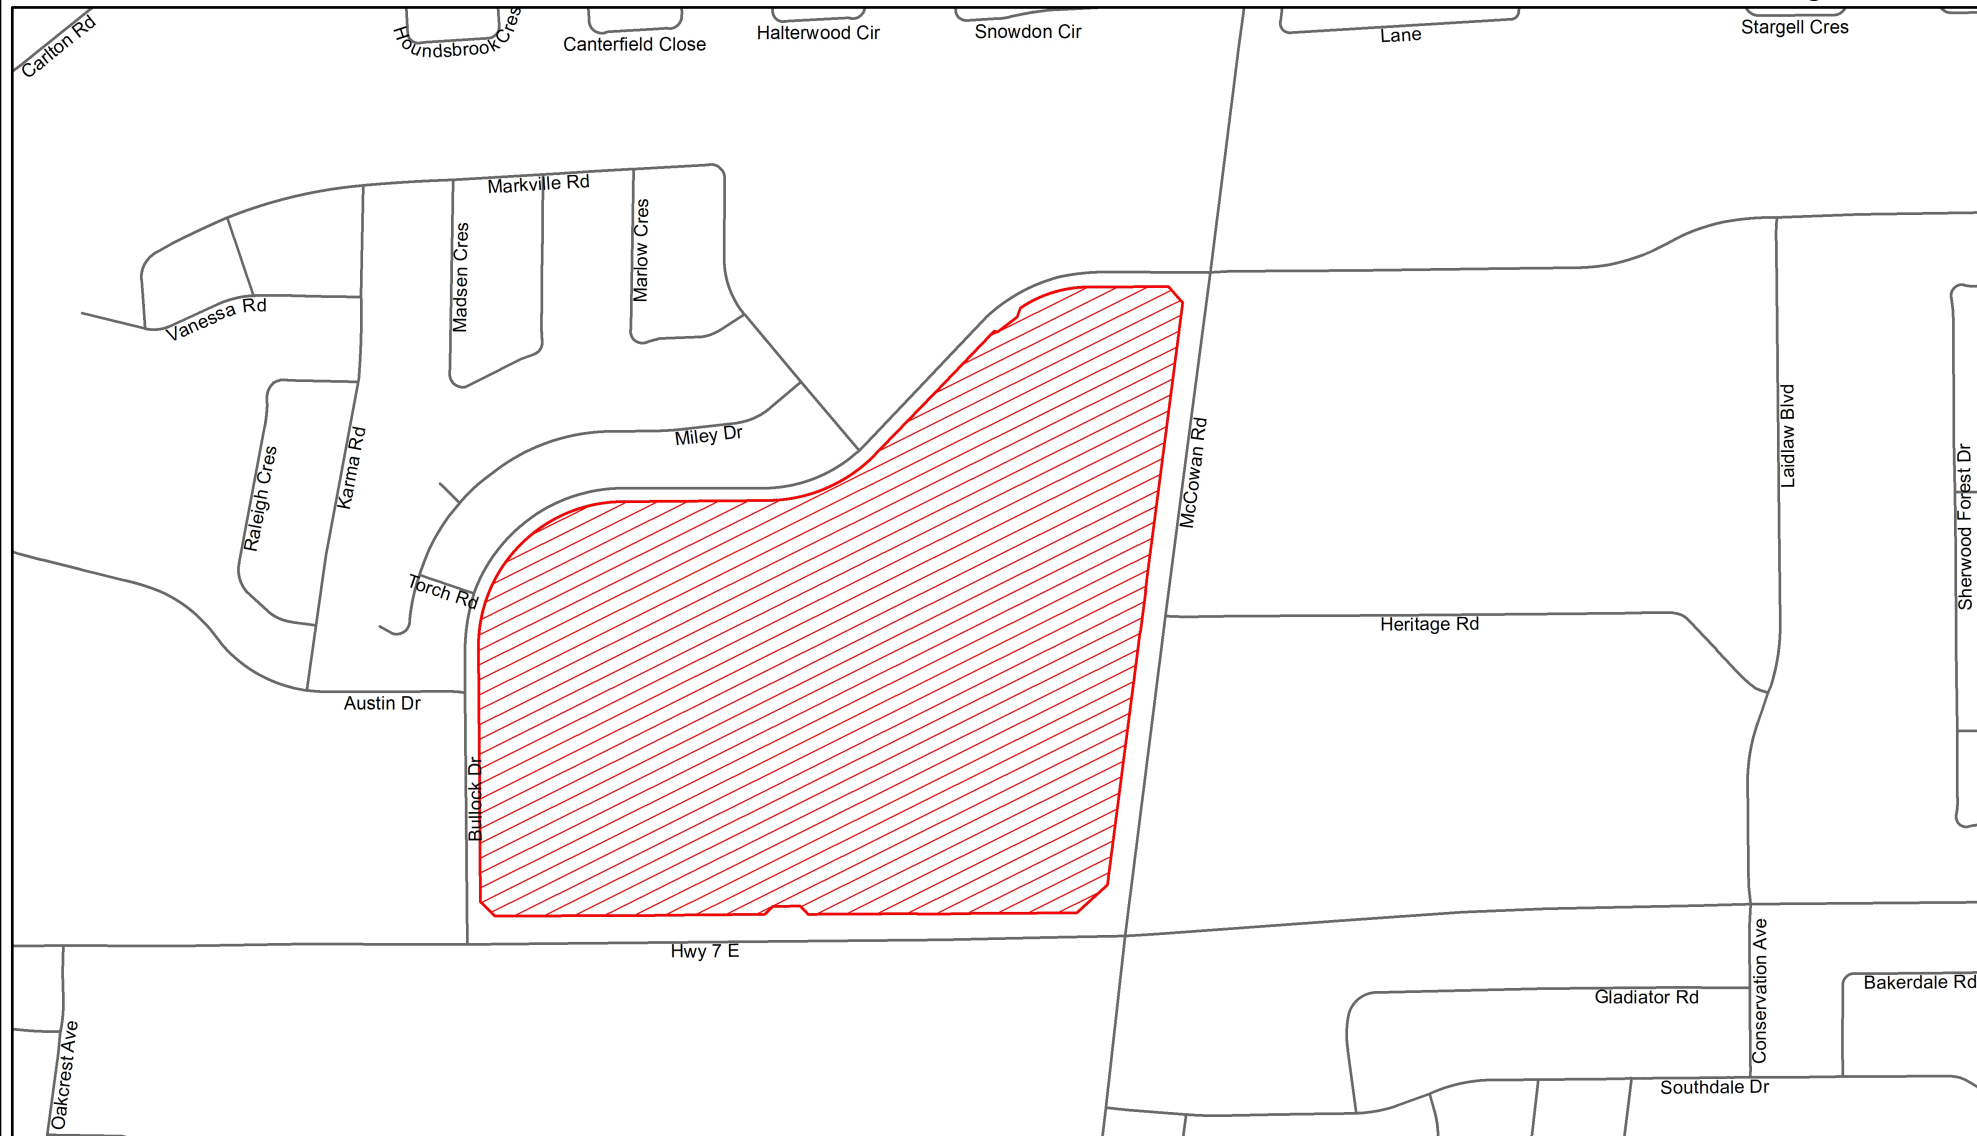 Carlton Rd
Houndsbrook Cres
Canterfield Close
Halterwood Cir
Snowdon Cir
Lane
Stargell Cres
Markville Rd
Madsen Cres
Marlow Cres
Vanessa Rd
Miley Dr
Karma Rd
Raleigh Cres
McCowan Rd
Laidlaw Blvd
Sherwood Forest Dr
Torch Rd
Heritage Rd
Austin Dr
Bullock Dr
Hwy 7 E
Conservation Ave
Bakerdale Rd
Gladiator Rd
Oakcrest Ave
Southdale Dr